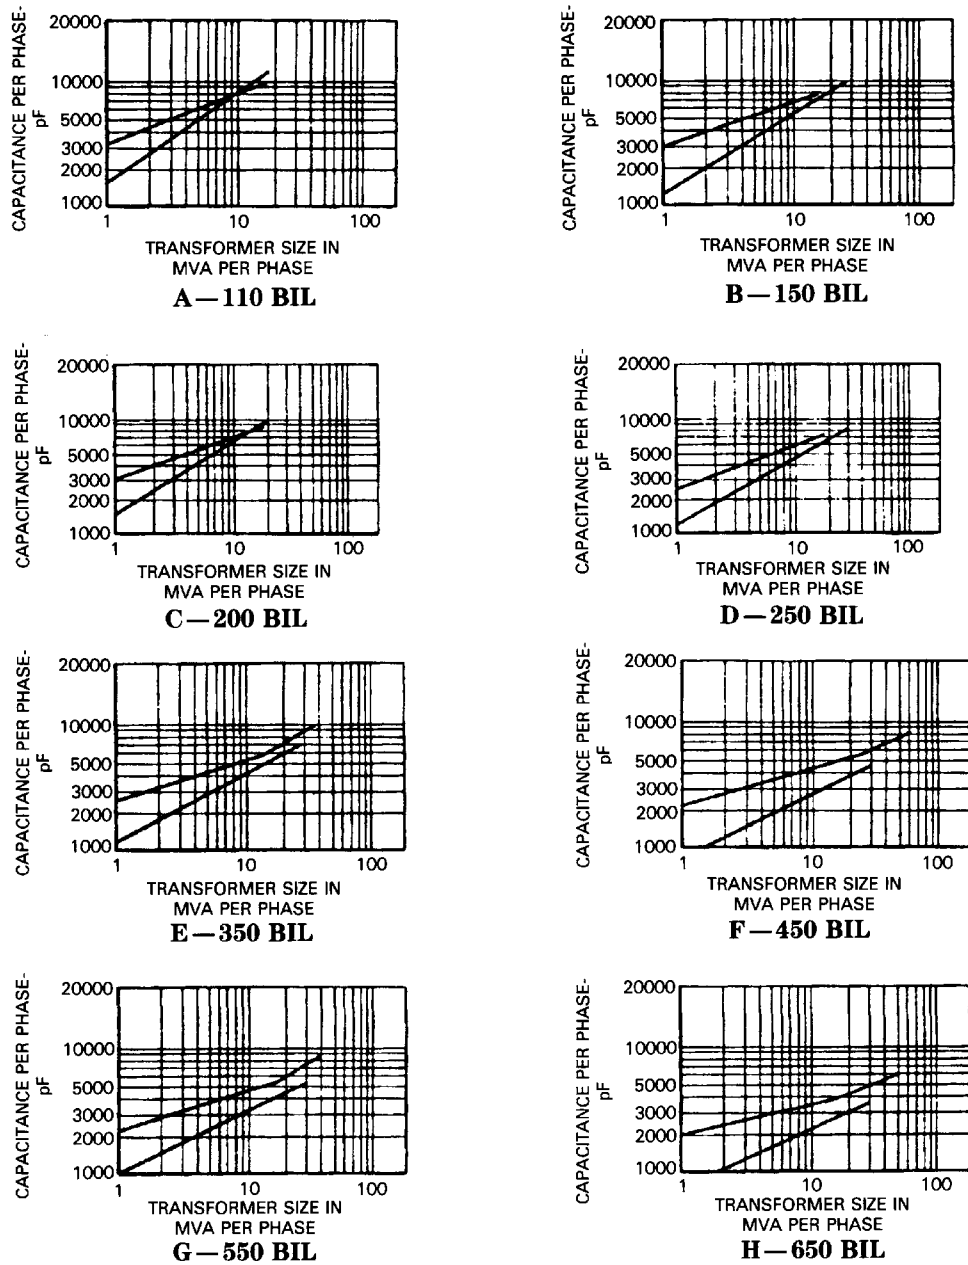 CAPACITANCE PER PHASE-
pF
20000
10000
5000
3000
2000
1000
1 10 100
TRANSFORMER SIZE IN
MVA PER PHASE
A—110 BIL
CAPACITANCE PER PHASE-
pF
20000
10000
5000
3000
2000
1000
1 10 100
TRANSFORMER SIZE IN
MVA PER PHASE
B—150 BIL
CAPACITANCE PER PHASE-
pF
20000
10000
5000
3000
2000
1000
1 10 100
TRANSFORMER SIZE IN
MVA PER PHASE
C—200 BIL
CAPACITANCE PER PHASE-
pF
20000
10000
5000
3000
2000
1000
1 10 100
TRANSFORMER SIZE IN
MVA PER PHASE
D—250 BIL
CAPACITANCE PER PHASE-
pF
20000
10000
5000
3000
2000
1000
1 10 100
TRANSFORMER SIZE IN
MVA PER PHASE
E—350 BIL
CAPACITANCE PER PHASE-
pF
20000
10000
5000
3000
2000
1000
1 10 100
TRANSFORMER SIZE IN
MVA PER PHASE
F—450 BIL
CAPACITANCE PER PHASE-
pF
20000
10000
5000
3000
2000
1000
1 10 100
TRANSFORMER SIZE IN
MVA PER PHASE
G—550 BIL
CAPACITANCE PER PHASE-
pF
20000
10000
5000
3000
2000
1000
1 10 100
TRANSFORMER SIZE IN
MVA PER PHASE
H—650 BIL